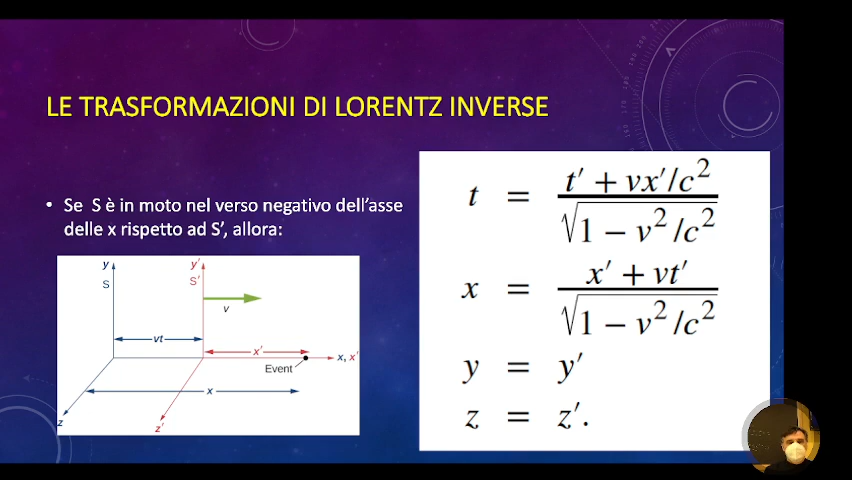 LE TRASFORMAZIONI DI LORENTZ INVERSE
• Se S è in moto nel verso negativo dell'asse
delle x rispetto ad S', allora:
y
y'
S
S'
v
vt
x'
x, x'
Event
x
z
z'
t = (t' + vx'/c²) / √(1 − v²/c²)
x = (x' + vt') / √(1 − v²/c²)
y = y'
z = z'.